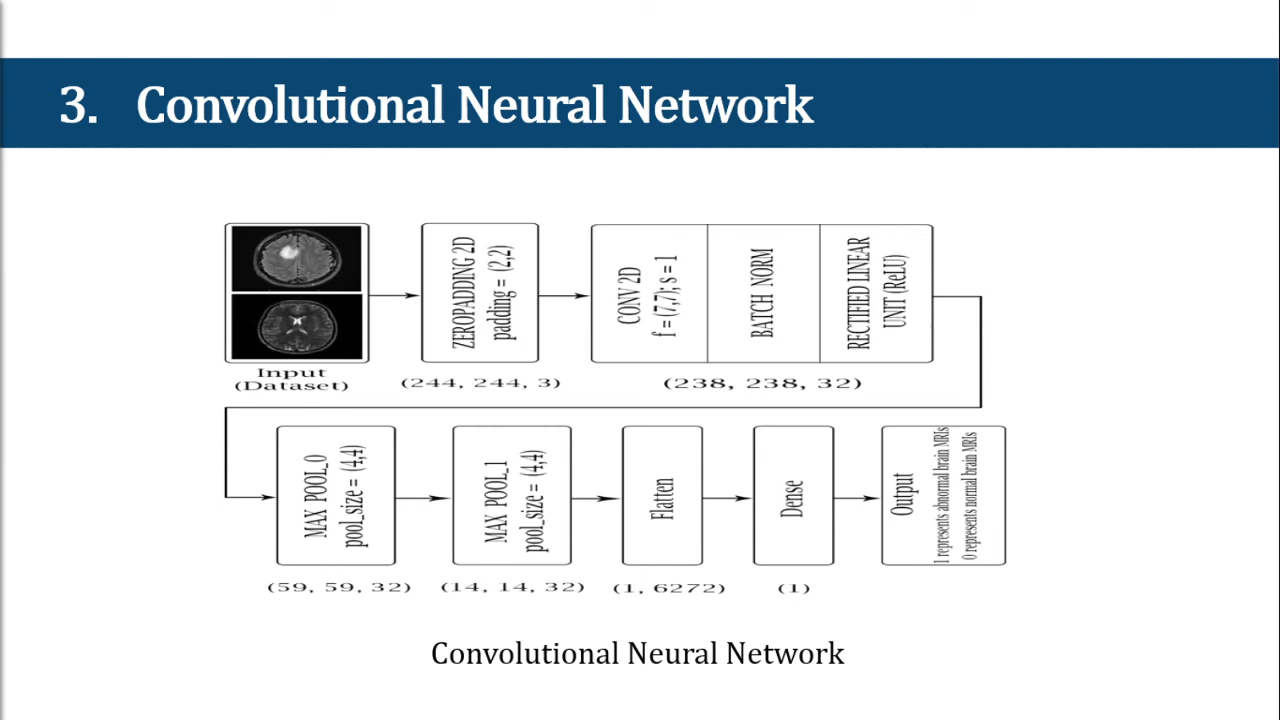 3. Convolutional Neural Network
Input
(Dataset)
ZEROPADDING 2D
padding = (2,2)
(244, 244, 3)
CONV 2D
f = (7,7); s = 1
BATCH NORM
RECTIFIED LINEAR
UNIT (ReLU)
(238, 238, 32)
MAX POOL_0
pool_size = (4,4)
(59, 59, 32)
MAX POOL_1
pool_size = (4,4)
(14, 14, 32)
Flatten
(1, 6272)
Dense
(1)
Output
1 represents abnormal brain MRIs
0 represents normal brain MRIs
Convolutional Neural Network